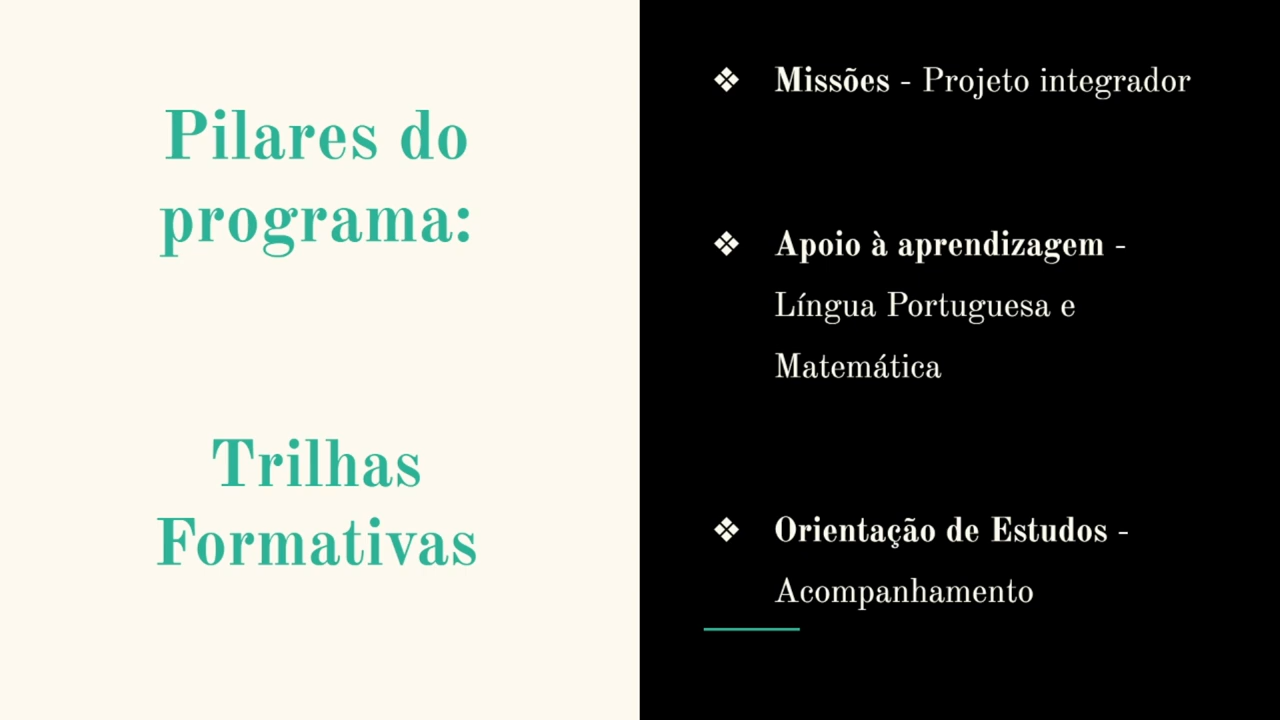 Pilares do
programa:
Trilhas
Formativas
❖ Missões - Projeto integrador
❖ Apoio à aprendizagem -
Língua Portuguesa e
Matemática
❖ Orientação de Estudos -
Acompanhamento